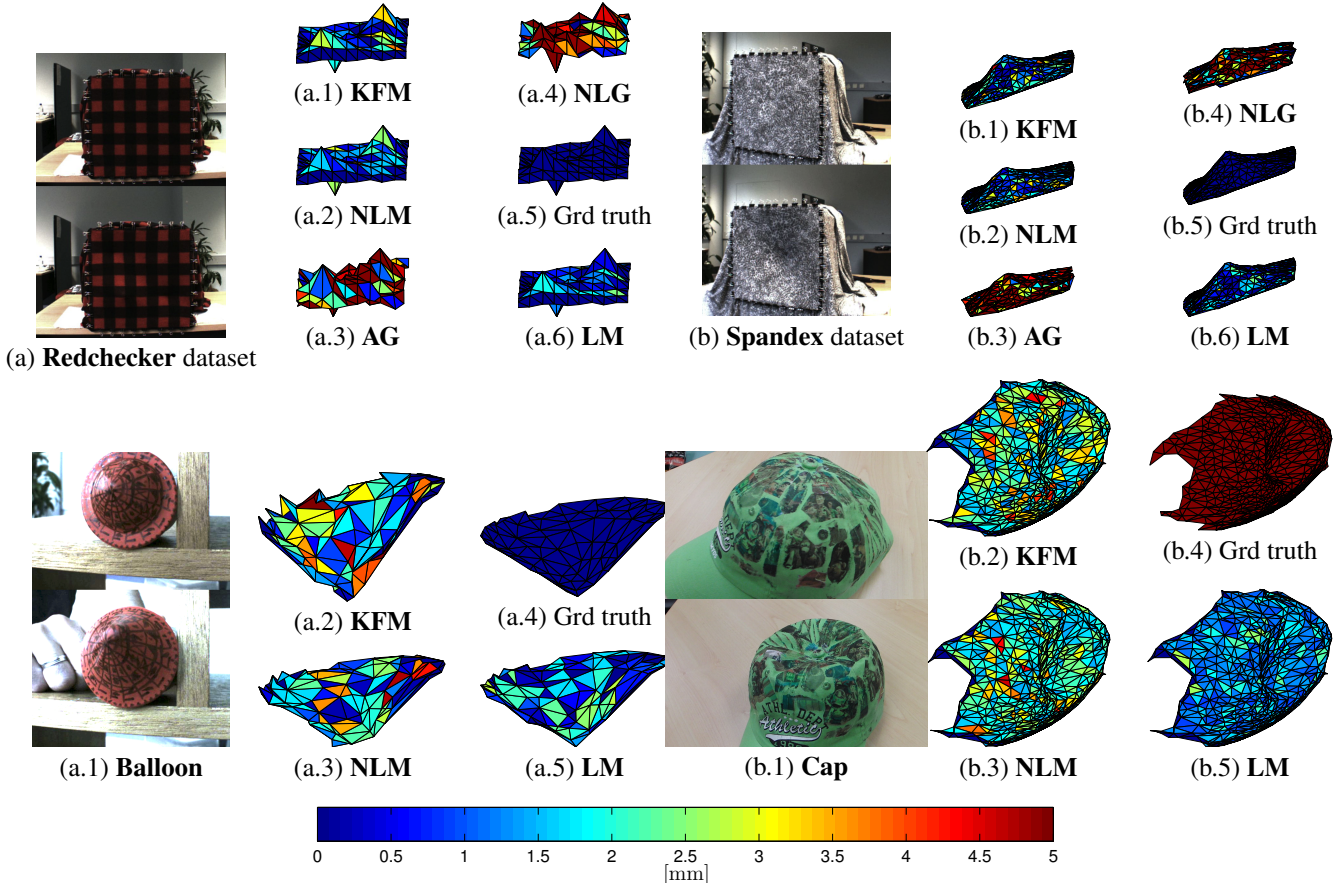 (a.1) KFM
(a.4) NLG
(b.1) KFM
(b.4) NLG
(a.2) NLM
(a.5) Grd truth
(b.2) NLM
(b.5) Grd truth
(a.3) AG
(a.6) LM
(b.3) AG
(b.6) LM
(a) Redchecker dataset
(b) Spandex dataset
(a.2) KFM
(a.4) Grd truth
(b.2) KFM
(b.4) Grd truth
ATHL DEPT
Athletic
(a.1) Balloon
(a.3) NLM
(a.5) LM
(b.1) Cap
(b.3) NLM
(b.5) LM
0 0.5 1 1.5 2 2.5 3 3.5 4 4.5 5
[mm]